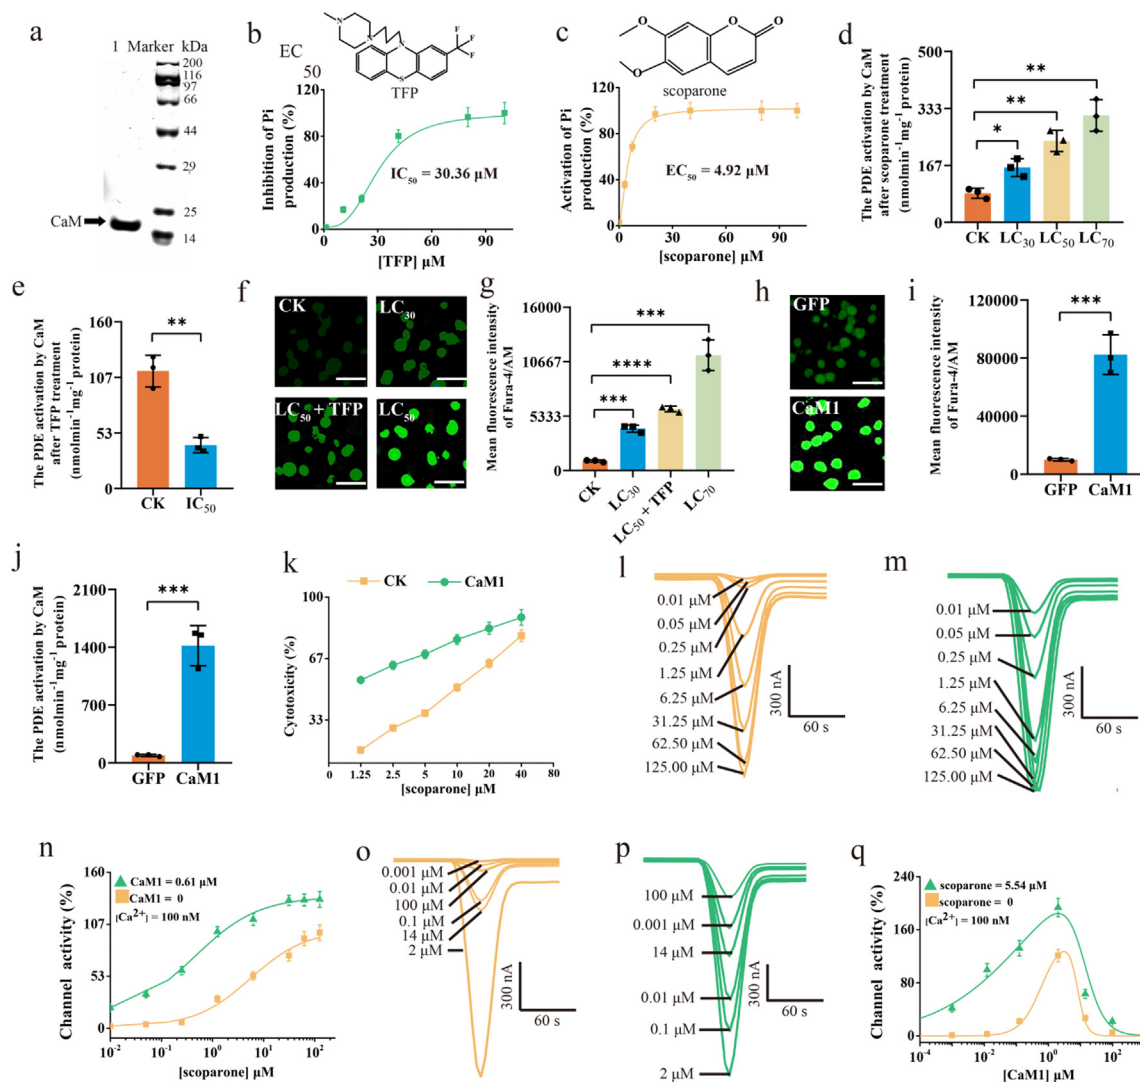 a
1 Marker kDa
200
116
97
66
44
29
25
14
CaM
b
EC
50
N
N
N
S
F
F
F
TFP
Inhibition of Pi
production (%)
120
80
40
0
IC50 = 30.36 μM
0 30 60 90
[TFP] μM
c
O
O
O
O
scoparone
Activation of Pi
production (%)
120
80
40
0
EC50 = 4.92 μM
0 20 40 60 80 100
[scoparone] μM
d
The PDE activation by CaM
after scoparone treatment
(nmolmin-1mg-1 protein)
500
333
167
0
*
**
**
CK LC30 LC50 LC70
e
The PDE activation by CaM
after TFP treatment
(nmolmin-1mg-1 protein)
160
107
53
0
**
CK IC50
f
CK
LC30
LC50 + TFP
LC50
g
Mean fluorescence intensity
of Fura-4/AM
16000
10667
5333
0
***
****
***
CK
LC30
LC50 + TFP
LC70
h
GFP
CaM1
i
Mean fluorescence intensity
of Fura-4/AM
120000
80000
40000
0
***
GFP CaM1
j
The PDE activation by CaM
(nmolmin-1mg-1 protein)
2100
1400
700
0
***
GFP CaM1
k
CK CaM1
Cytotoxicity (%)
100
67
33
1.25 2.5 5 10 20 40 80
[scoparone] μM
l
0.01 μM
0.05 μM
0.25 μM
1.25 μM
6.25 μM
31.25 μM
62.50 μM
125.00 μM
300 nA
60 s
m
0.01 μM
0.05 μM
0.25 μM
1.25 μM
6.25 μM
31.25 μM
62.50 μM
125.00 μM
300 nA
60 s
n
CaM1 = 0.61 μM
CaM1 = 0
[Ca2+] = 100 nM
Channel activity (%)
160
107
53
0
10-2 10-1 100 101 102
[scoparone] μM
o
0.001 μM
0.01 μM
100 μM
0.1 μM
14 μM
2 μM
300 nA
60 s
p
100 μM
0.001 μM
14 μM
0.01 μM
0.1 μM
2 μM
300 nA
60 s
q
scoparone = 5.54 μM
scoparone = 0
[Ca2+] = 100 nM
Channel activity (%)
240
160
80
0
10-4 10-2 100 102
[CaM1] μM